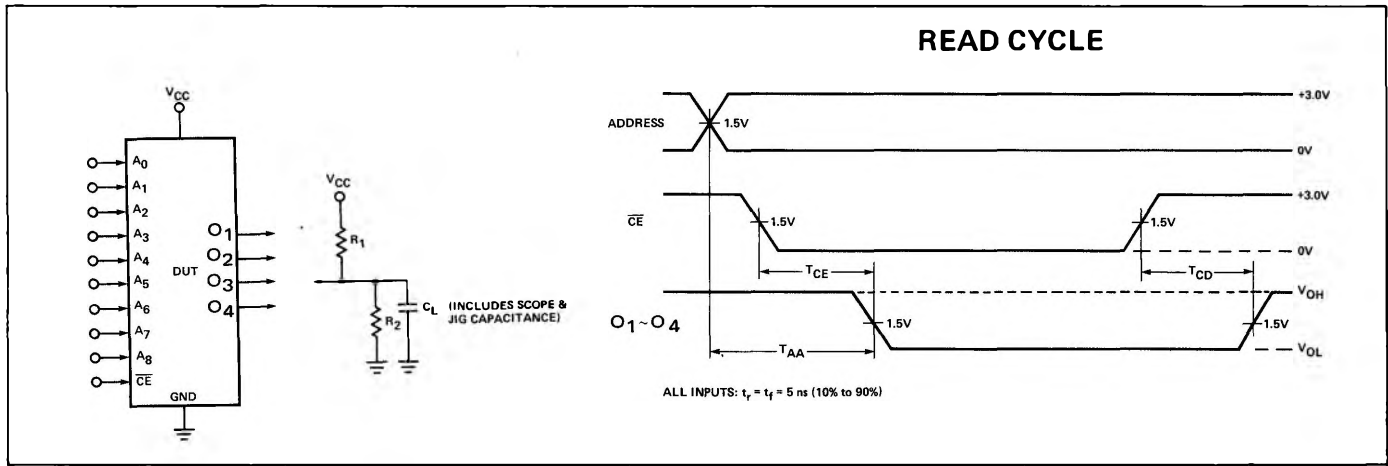 READ CYCLE
VCC
A0
A1
A2
A3
A4
A5
A6
A7
A8
CE
DUT
O1
O2
O3
O4
GND
VCC
R1
R2
CL (INCLUDES SCOPE &
JIG CAPACITANCE)
ADDRESS
1.5V
+3.0V
0V
CE
1.5V
1.5V
+3.0V
0V
TCE
TCD
O1~O4
1.5V
1.5V
VOH
VOL
TAA
ALL INPUTS: tr = tf = 5 ns (10% to 90%)